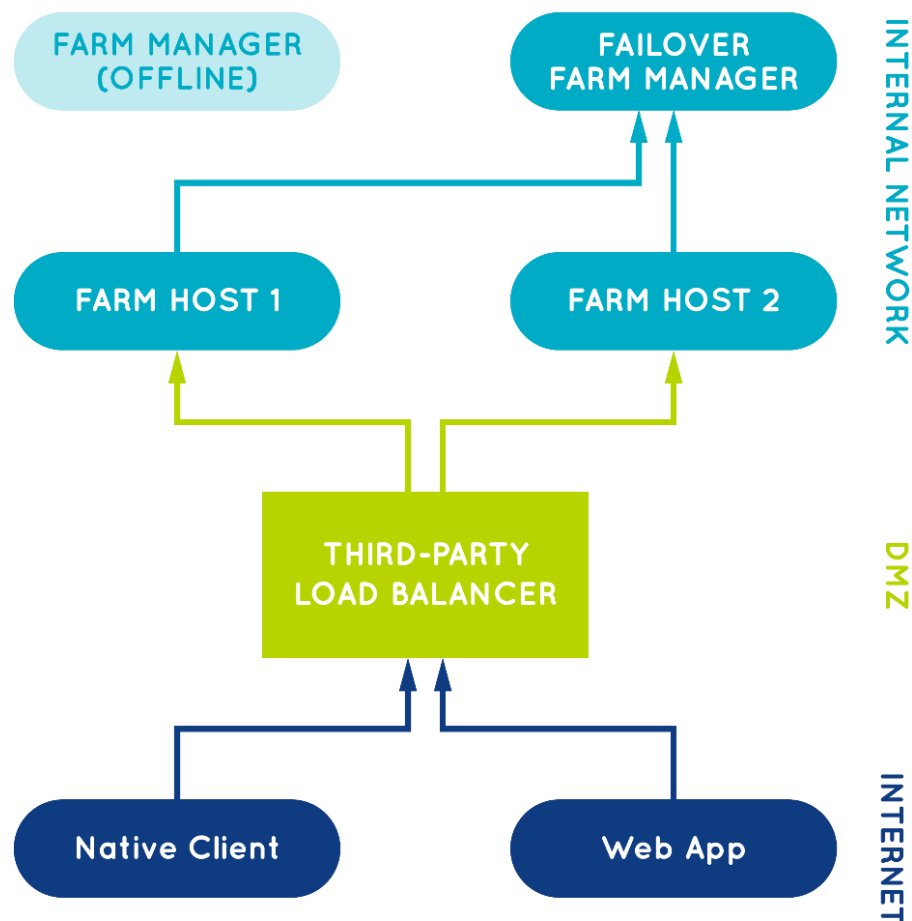 FARM MANAGER
(OFFLINE)
FAILOVER
FARM MANAGER
INTERNAL NETWORK
FARM HOST 1
FARM HOST 2
THIRD-PARTY
LOAD BALANCER
DMZ
Native Client
Web App
INTERNET